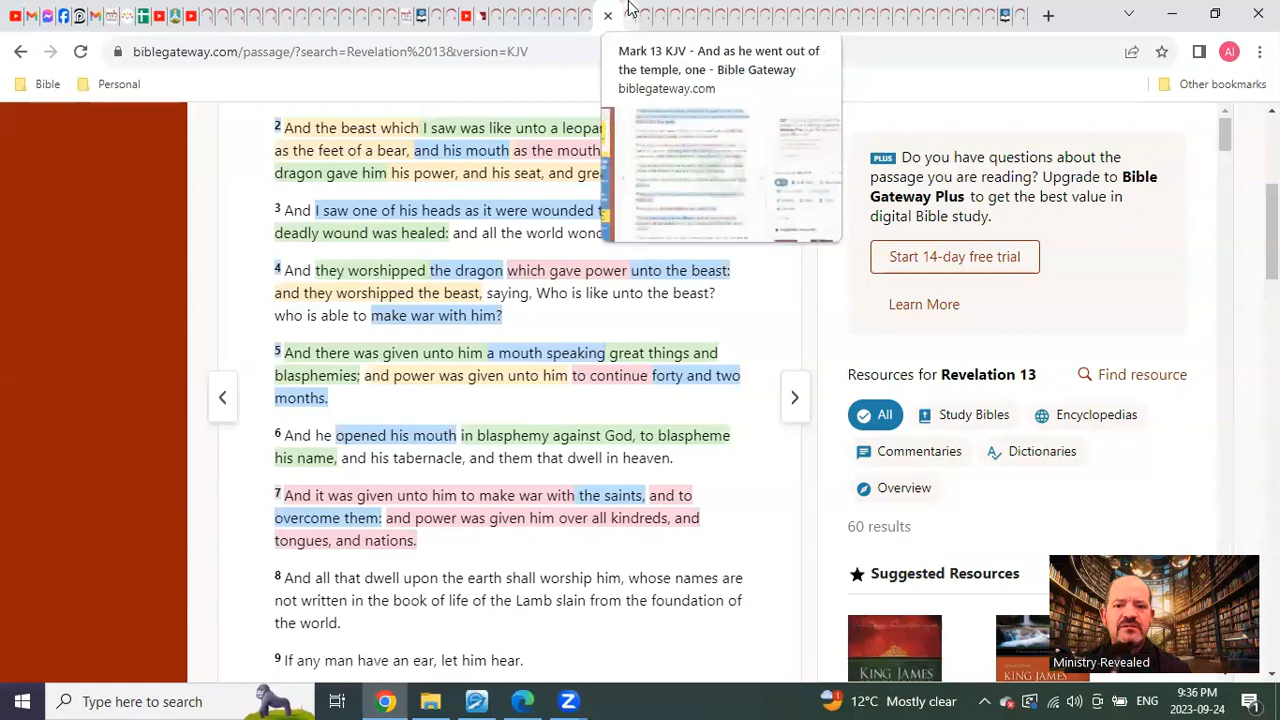 biblegateway.com/passage/?search=Revelation%2013&version=KJV
AI
Bible
Personal
Other bookmarks
Mark 13 KJV - And as he went out of
the temple, one - Bible Gateway
biblegateway.com
And the beast which I saw was like unto a leopard
as the feet of a bear, and his mouth as the mouth
dragon gave him his power, and his seat, and great
And I saw one of his heads as it were wounded t
deadly wound was healed: and all the world wond
4 And they worshipped the dragon which gave power unto the beast:
and they worshipped the beast, saying, Who is like unto the beast?
who is able to make war with him?
5 And there was given unto him a mouth speaking great things and
blasphemies; and power was given unto him to continue forty and two
months.
6 And he opened his mouth in blasphemy against God, to blaspheme
his name, and his tabernacle, and them that dwell in heaven.
7 And it was given unto him to make war with the saints, and to
overcome them: and power was given him over all kindreds, and
tongues, and nations.
8 And all that dwell upon the earth shall worship him, whose names are
not written in the book of life of the Lamb slain from the foundation of
the world.
9 If any man have an ear, let him hear.
PLUS Do you have questions about the
passage you are reading? Upgrade to Bible
Gateway Plus to get the best value in
digital Bible study.
Start 14-day free trial
Learn More
Resources for Revelation 13
Find resource
All
Study Bibles
Encyclopedias
Commentaries
Dictionaries
Overview
60 results
Suggested Resources
KING JAMES
KING JAMES
Ministry Revealed
Type here to search
12°C Mostly clear
ENG
9:36 PM
2023-09-24